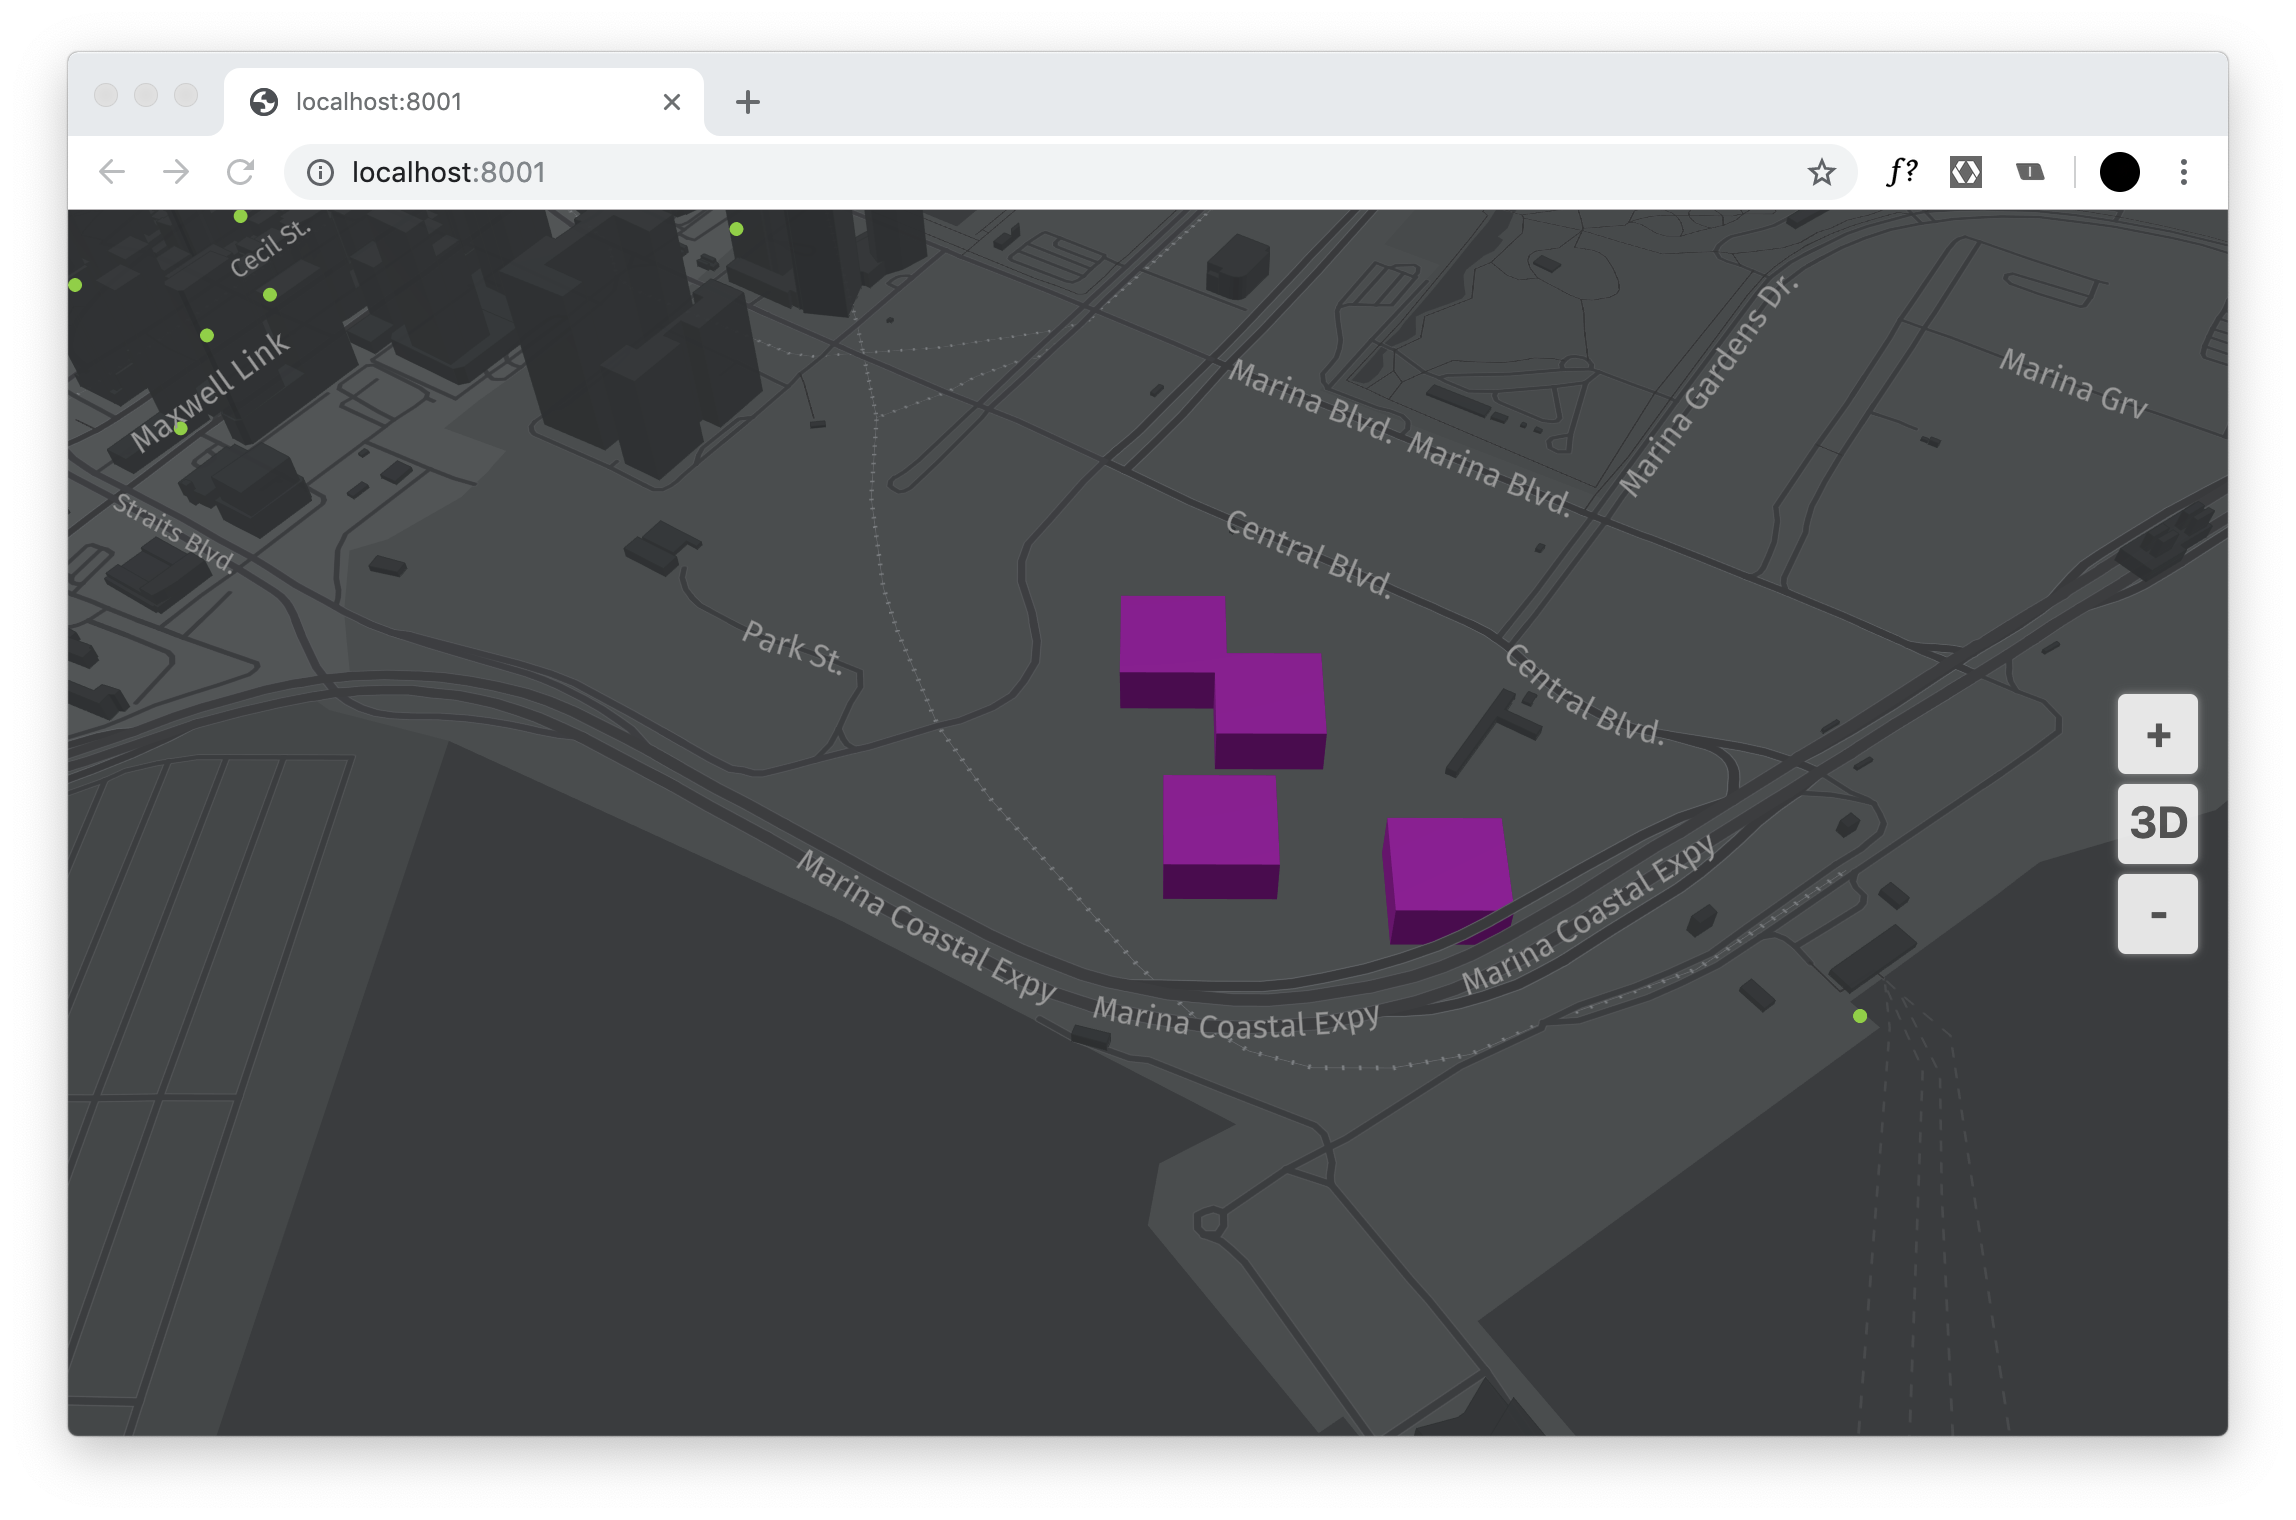 localhost:8001
localhost:8001
f?
Cecil St.
Maxwell Link
Straits Blvd.
Park St.
Marina Blvd.
Marina Blvd.
Marina Gardens Dr.
Marina Grv
Central Blvd.
Central Blvd.
Marina Coastal Expy
Marina Coastal Expy
Marina Coastal Expy
+
3D
-